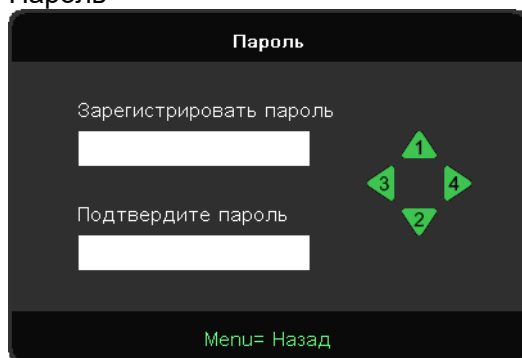 Пароль
Пароль
Зарегистрировать пароль
1
3 4
Подтвердите пароль
2
Menu= Назад